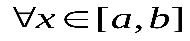 ∀x ∈ [a, b]